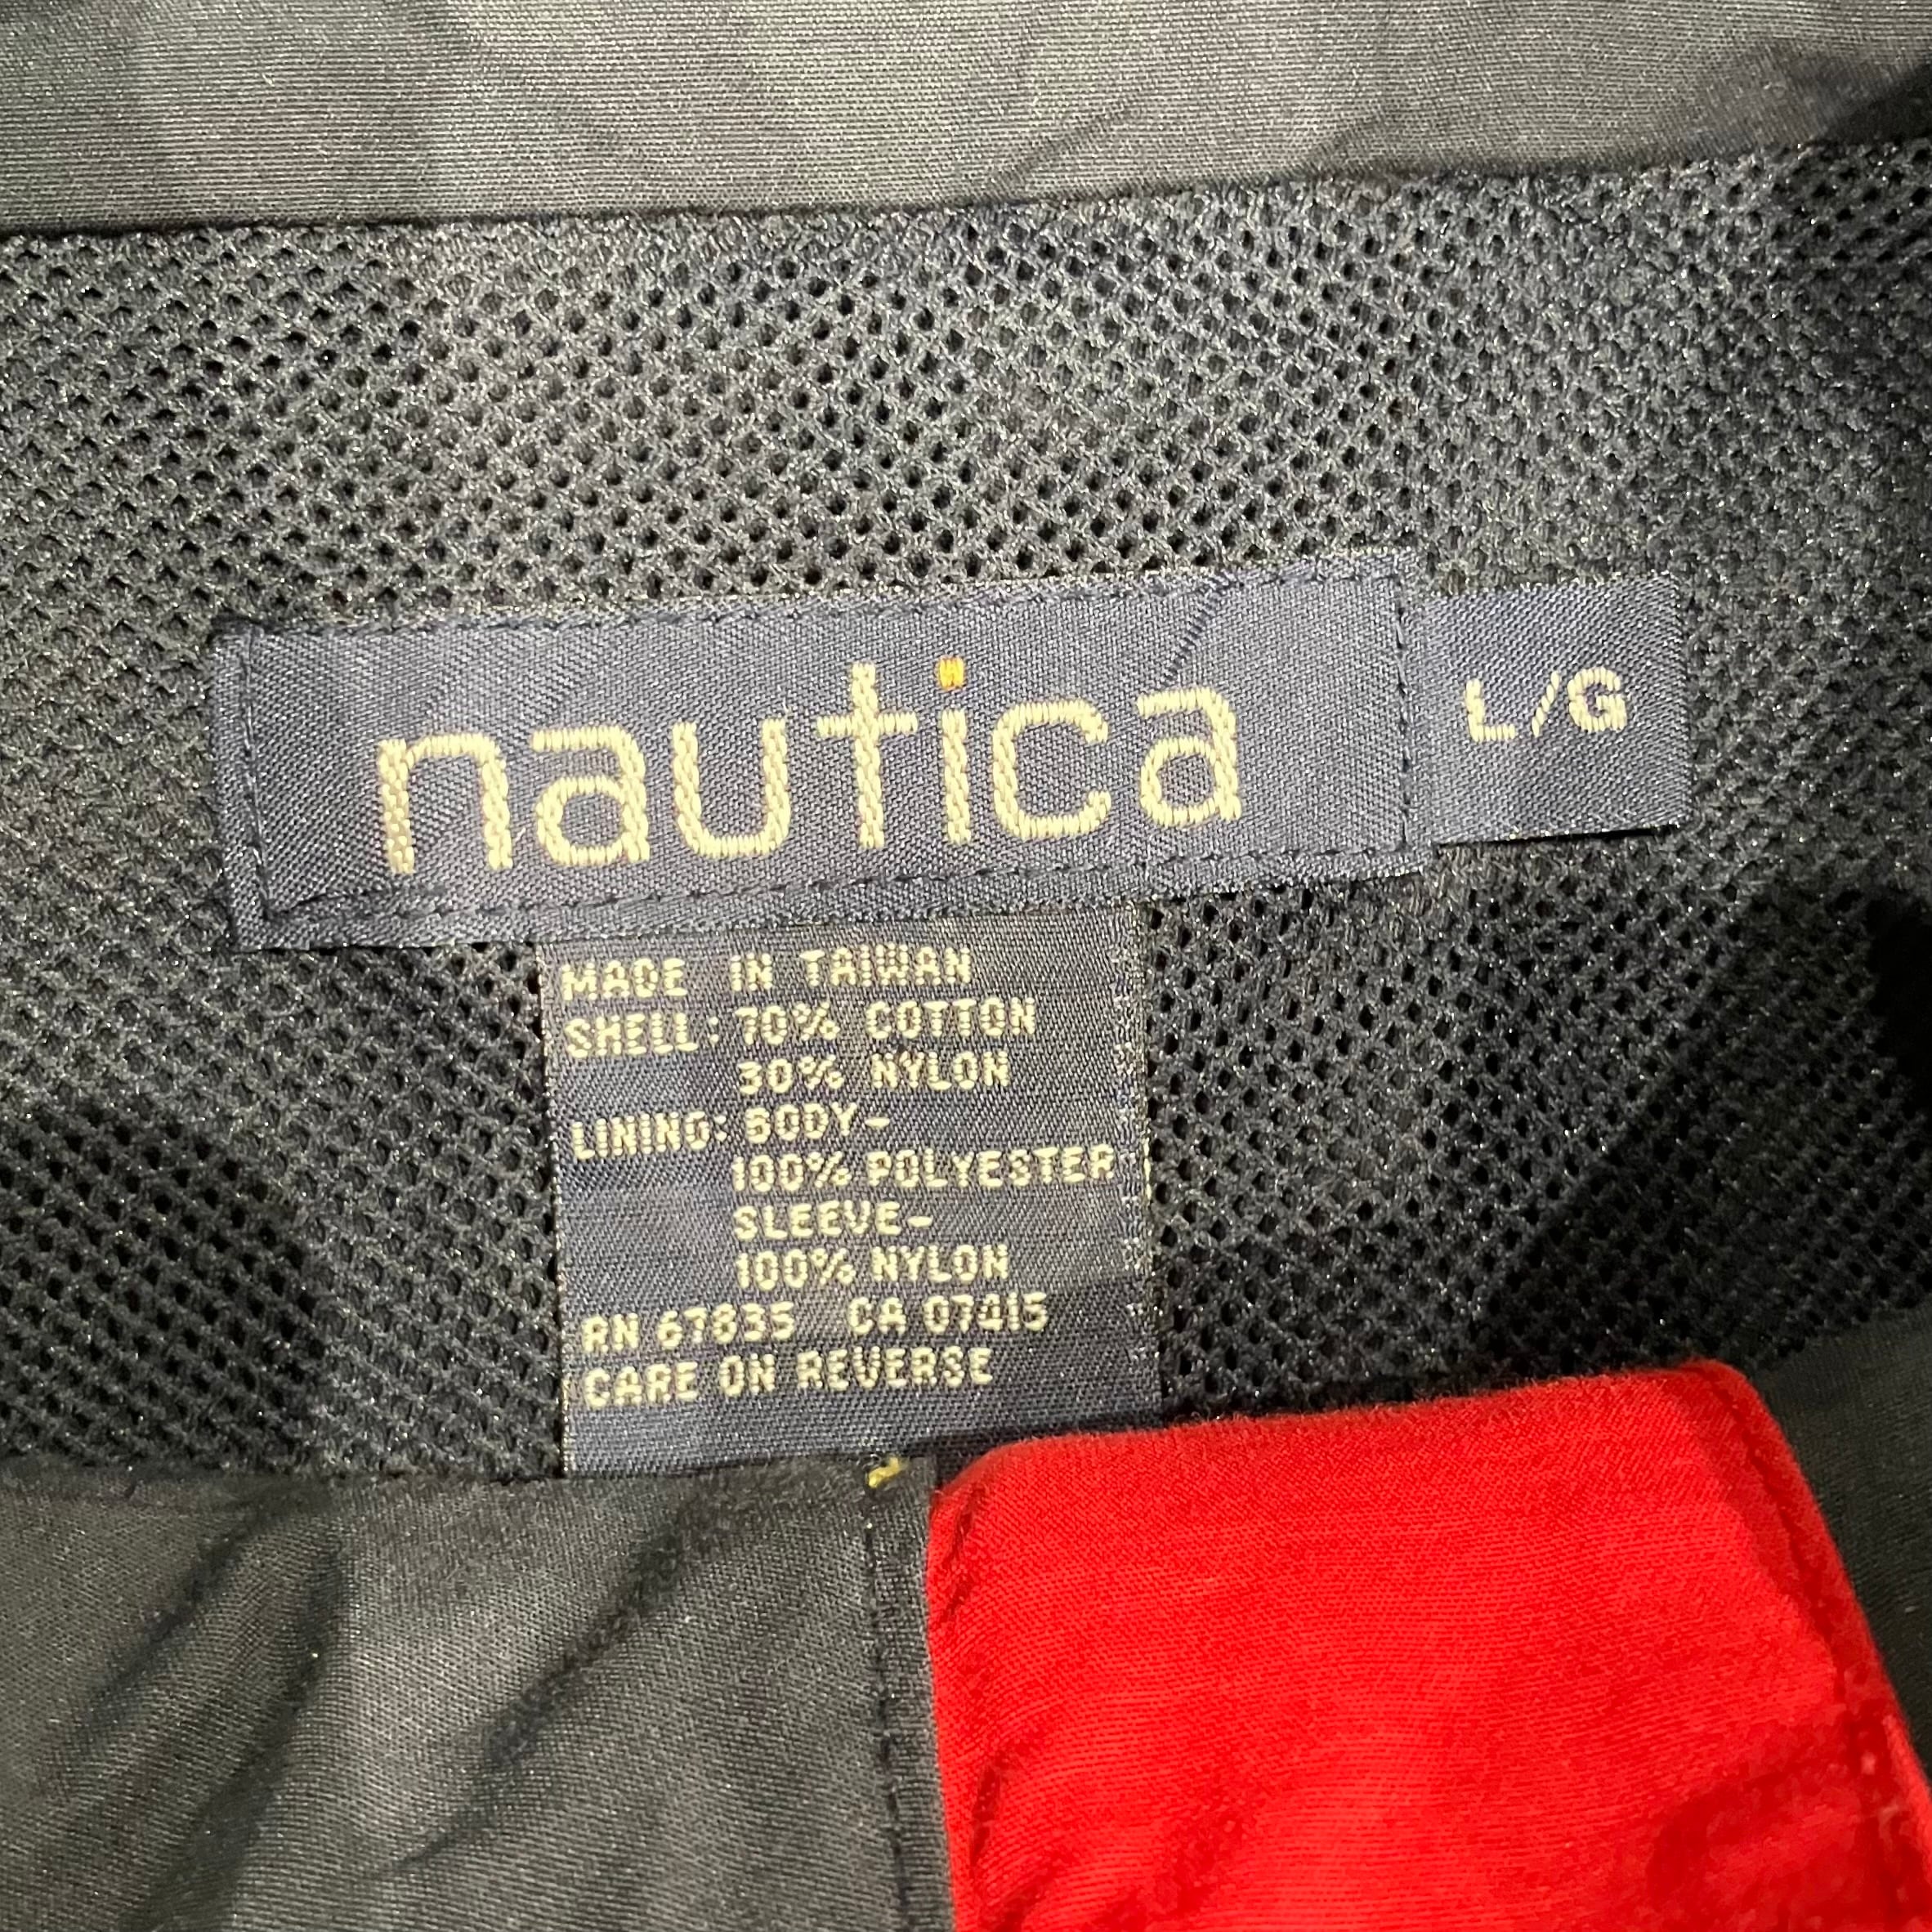 nautica
L/G
MADE IN TAIWAN
SHELL: 70% COTTON
30% NYLON
LINING: BODY-
100% POLYESTER
SLEEVE-
100% NYLON
RN 67835 CA 07415
CARE ON REVERSE